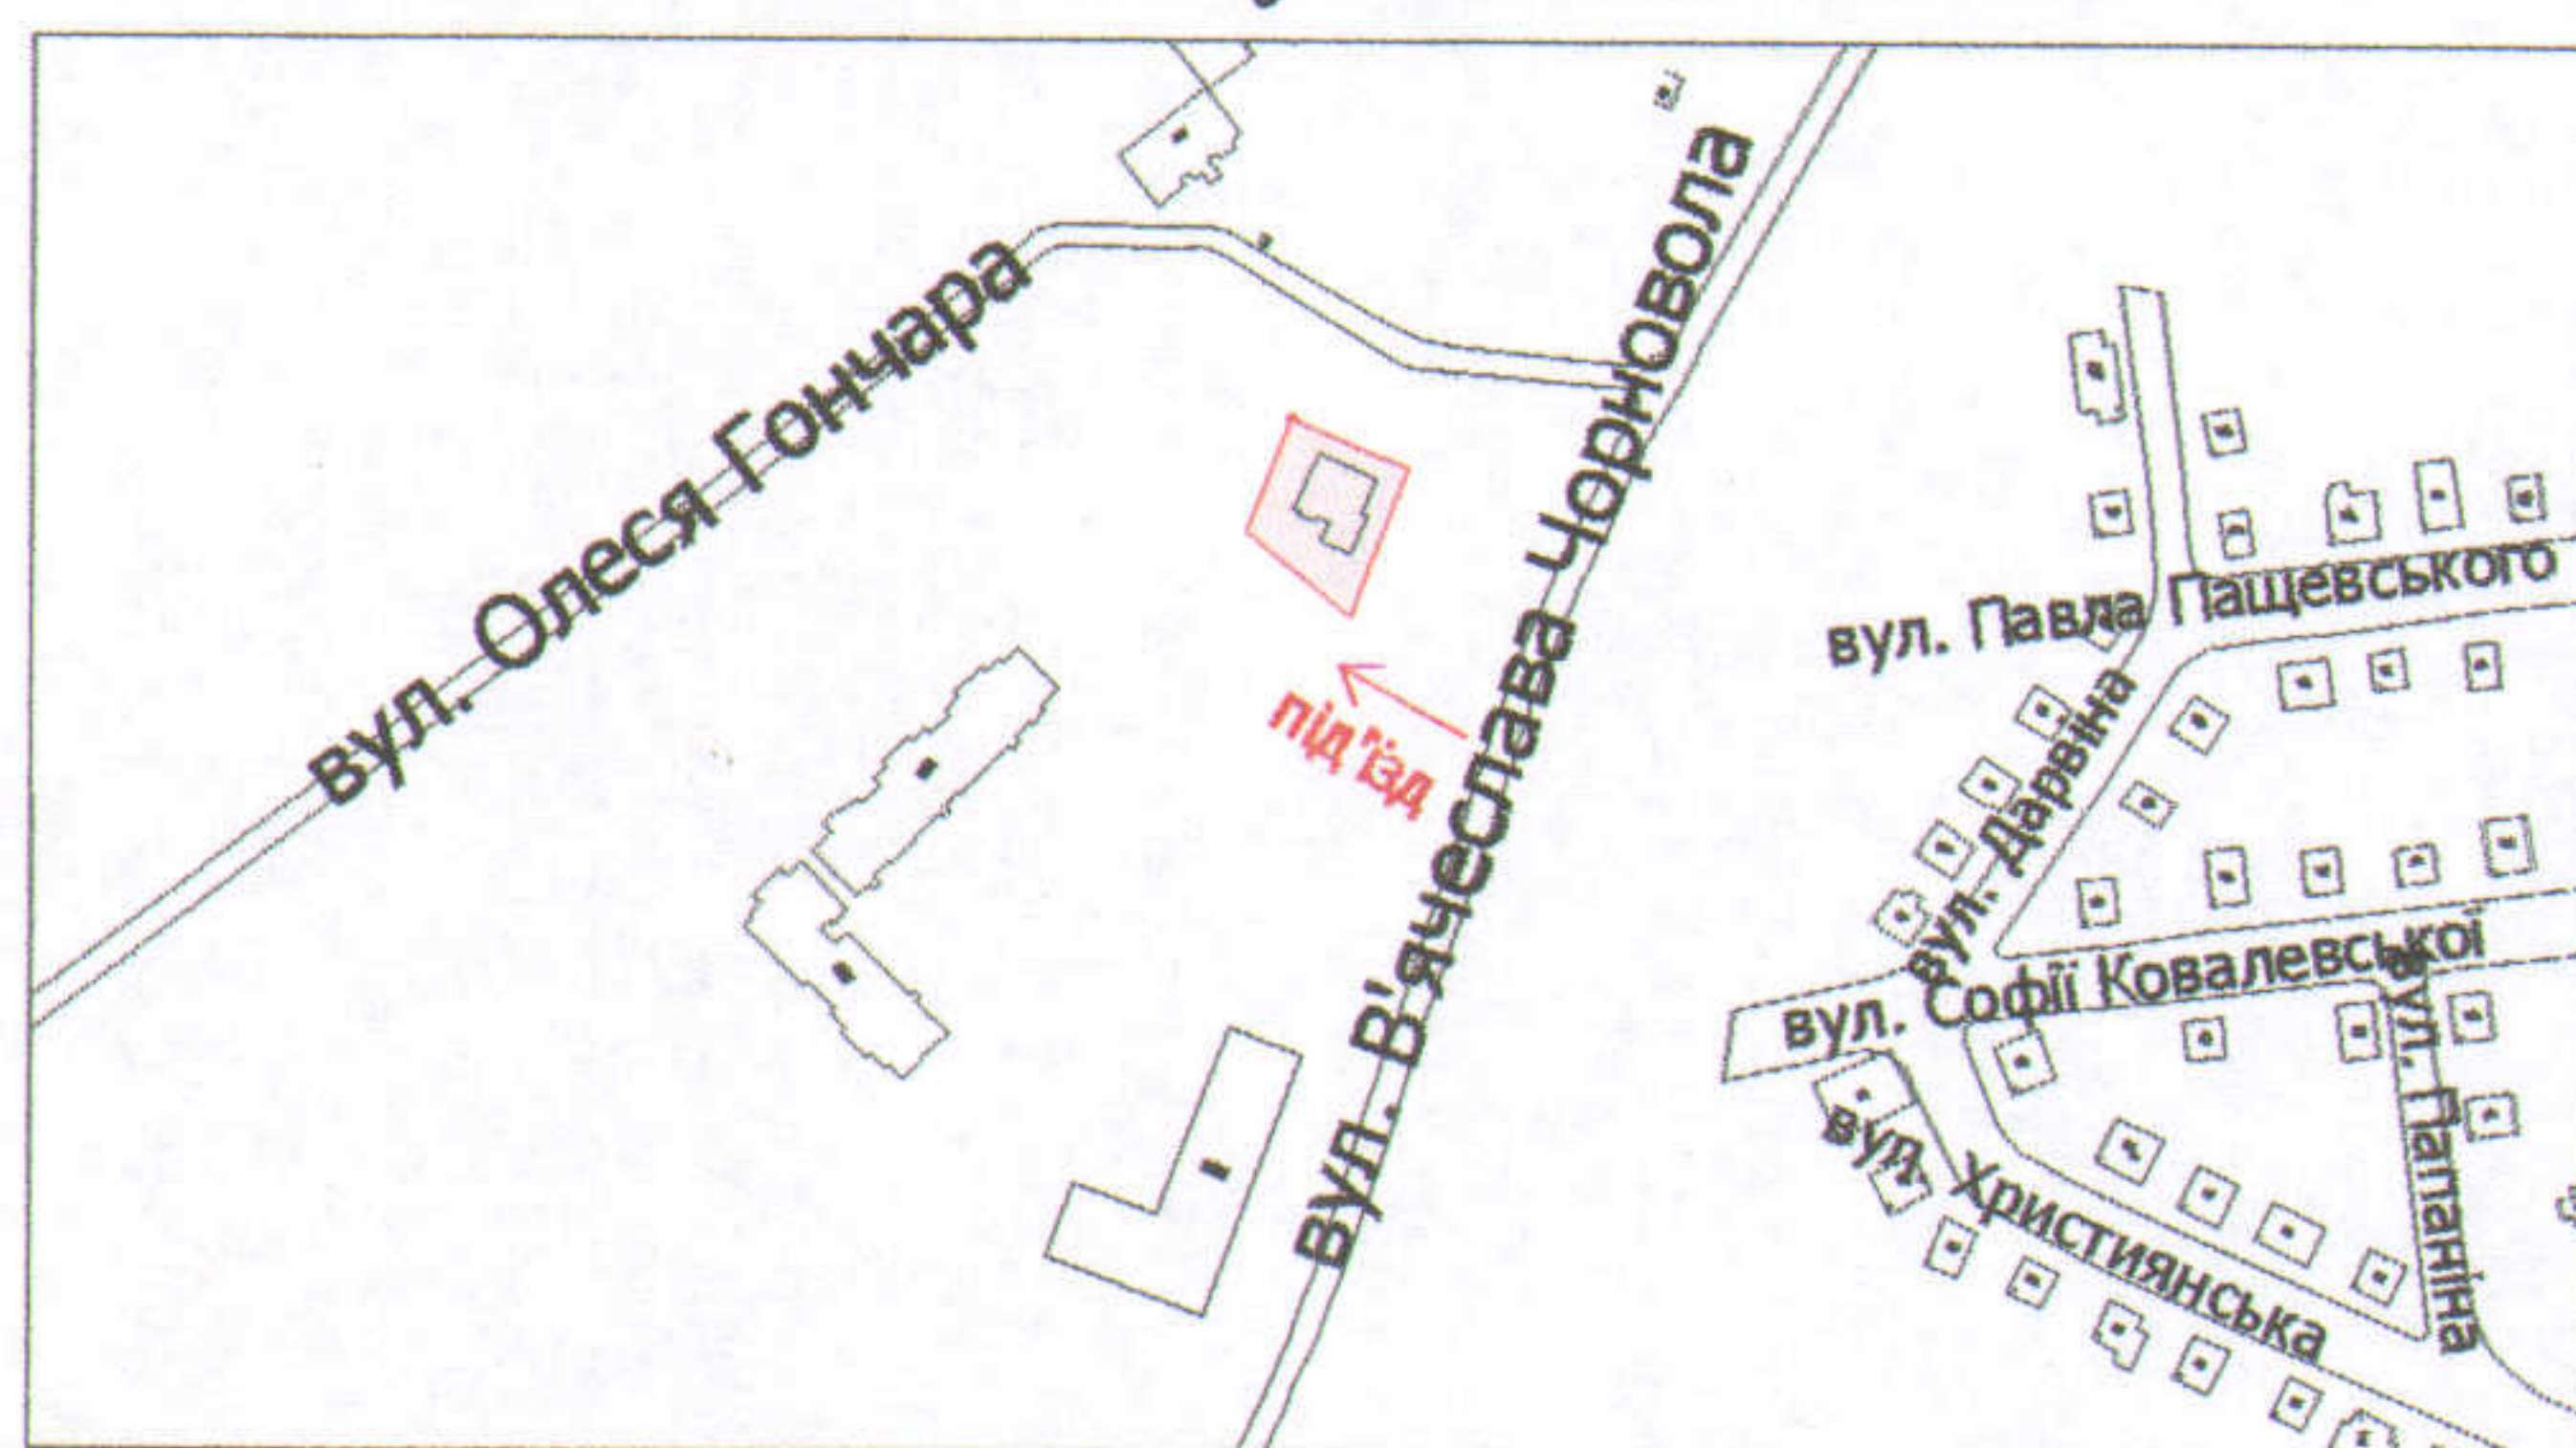 вул. Олеся Гончара
вул. В'ячеслава Чорновола
під'їзд
вул. Павла Пащевського
вул. Дарвіна
вул. Софії Ковалевської
вул. Папаніна
вул. Християнська